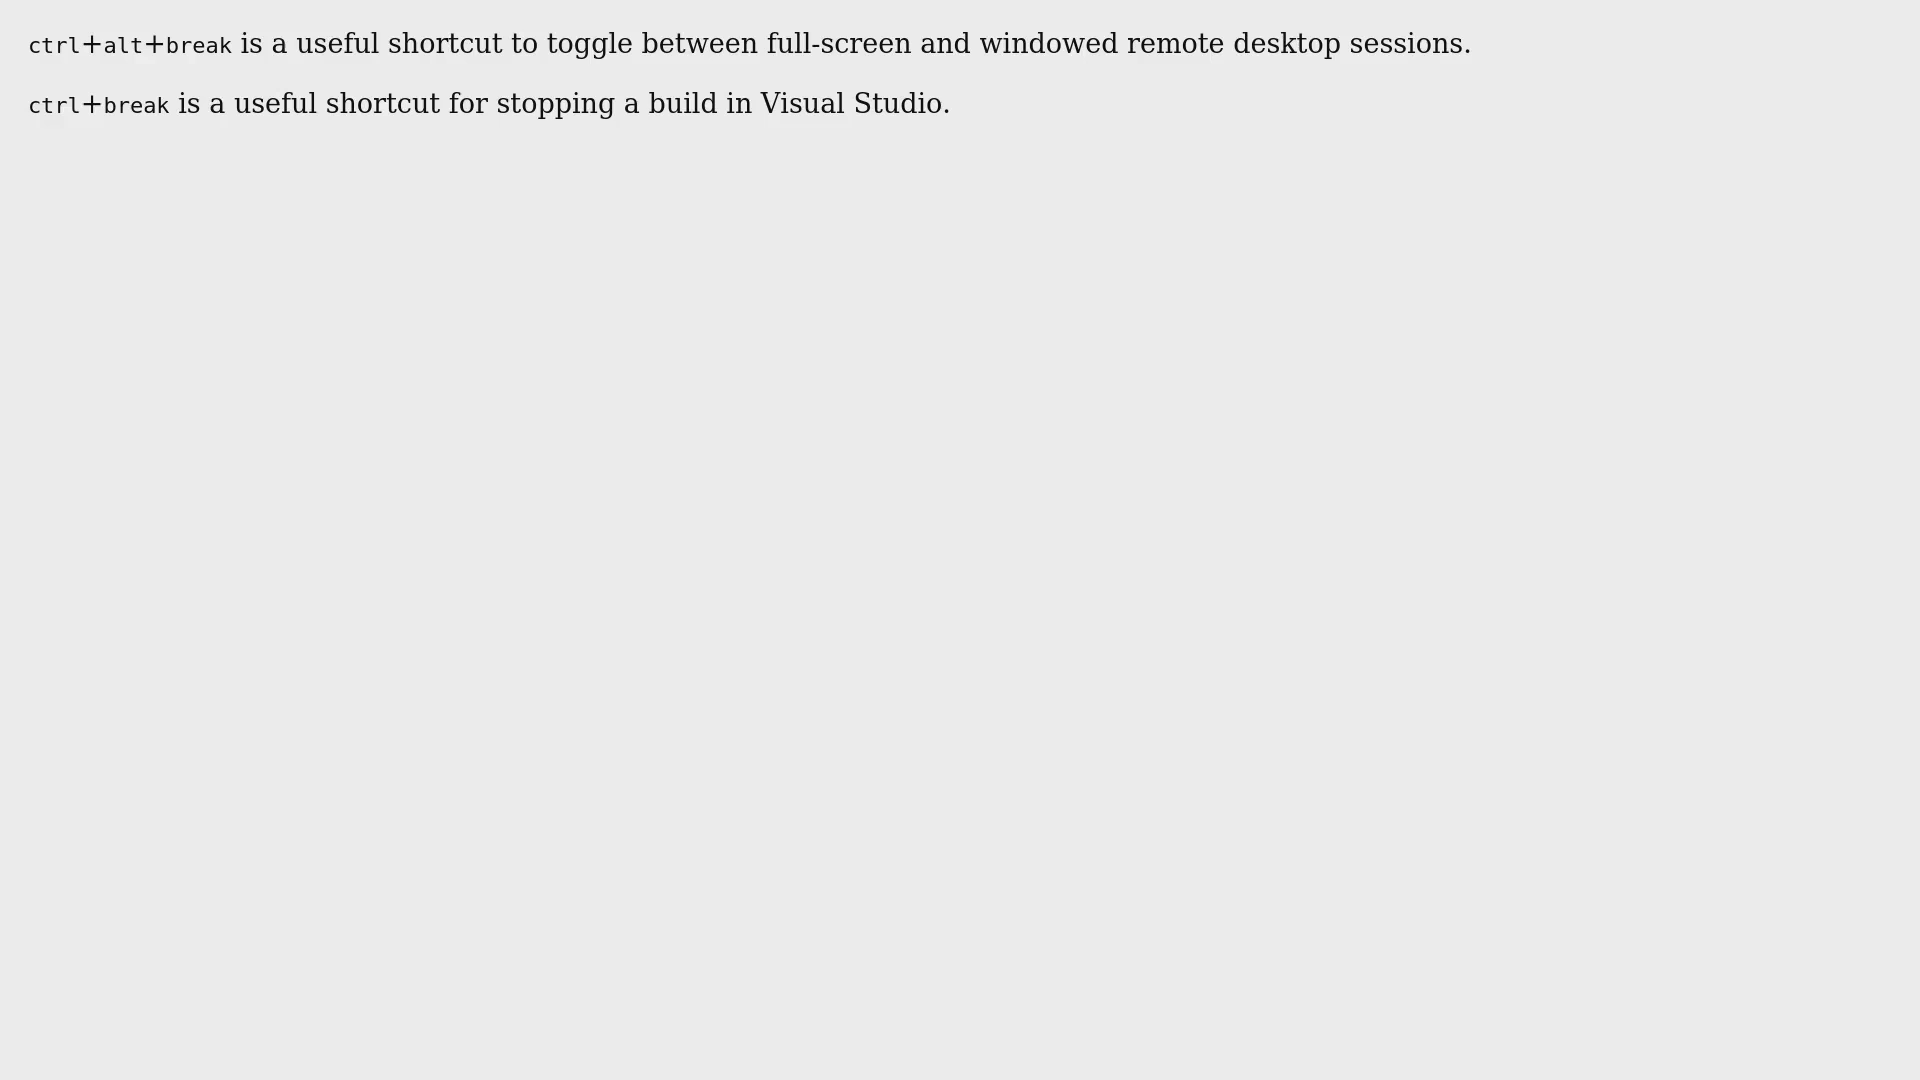 ctrl+alt+break is a useful shortcut to toggle between full-screen and windowed remote desktop sessions.
ctrl+break is a useful shortcut for stopping a build in Visual Studio.